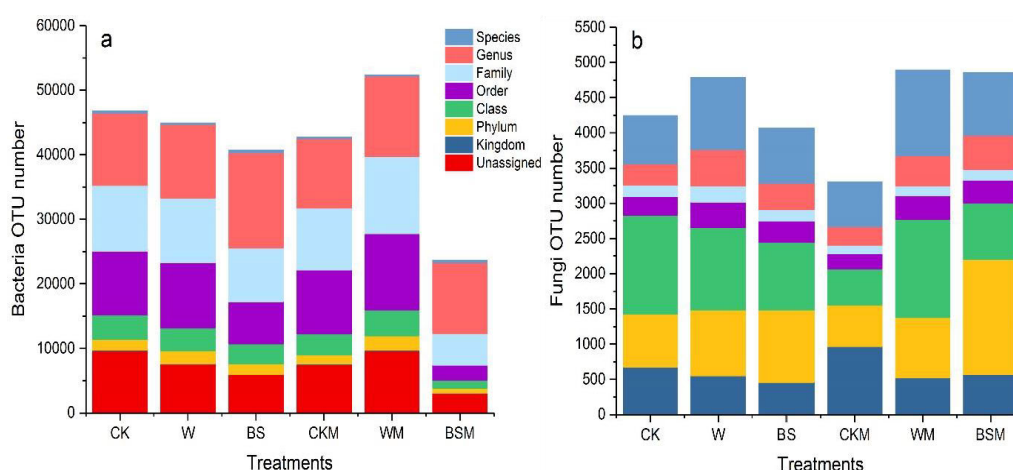 a
Bacteria OTU number
60000
50000
40000
30000
20000
10000
0
CK W BS CKM WM BSM
Treatments
Species
Genus
Family
Order
Class
Phylum
Kingdom
Unassigned
b
Fungi OTU number
5500
5000
4500
4000
3500
3000
2500
2000
1500
1000
500
0
CK W BS CKM WM BSM
Treatments